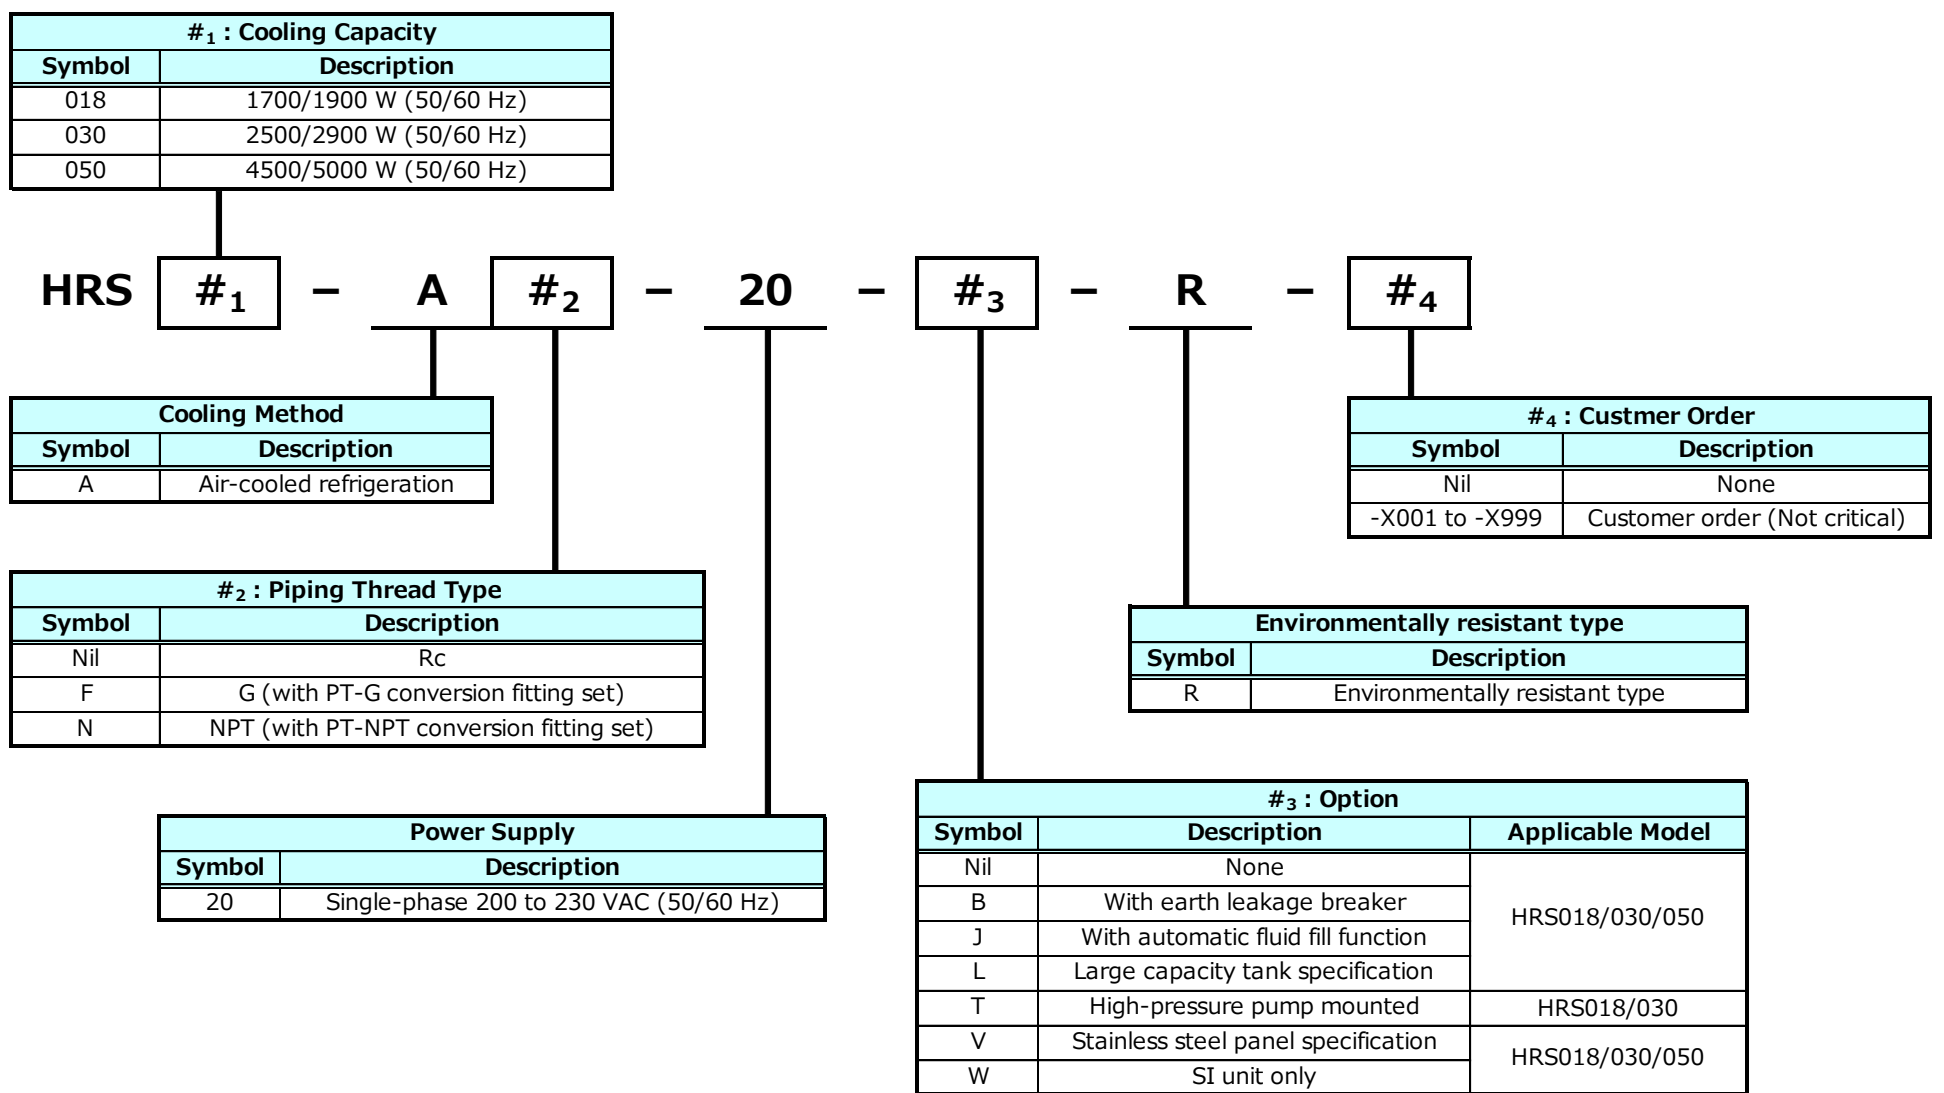 #1 : Cooling Capacity
Symbol Description
018 1700/1900 W (50/60 Hz)
030 2500/2900 W (50/60 Hz)
050 4500/5000 W (50/60 Hz)
HRS #1 – A #2 – 20 – #3 – R – #4
Cooling Method
Symbol Description
A Air-cooled refrigeration
#4 : Custmer Order
Symbol Description
Nil None
-X001 to -X999 Customer order (Not critical)
#2 : Piping Thread Type
Symbol Description
Nil Rc
F G (with PT-G conversion fitting set)
N NPT (with PT-NPT conversion fitting set)
Environmentally resistant type
Symbol Description
R Environmentally resistant type
Power Supply
Symbol Description
20 Single-phase 200 to 230 VAC (50/60 Hz)
#3 : Option
Symbol Description Applicable Model
Nil None
B With earth leakage breaker
HRS018/030/050
J With automatic fluid fill function
L Large capacity tank specification
T High-pressure pump mounted HRS018/030
V Stainless steel panel specification
HRS018/030/050
W SI unit only